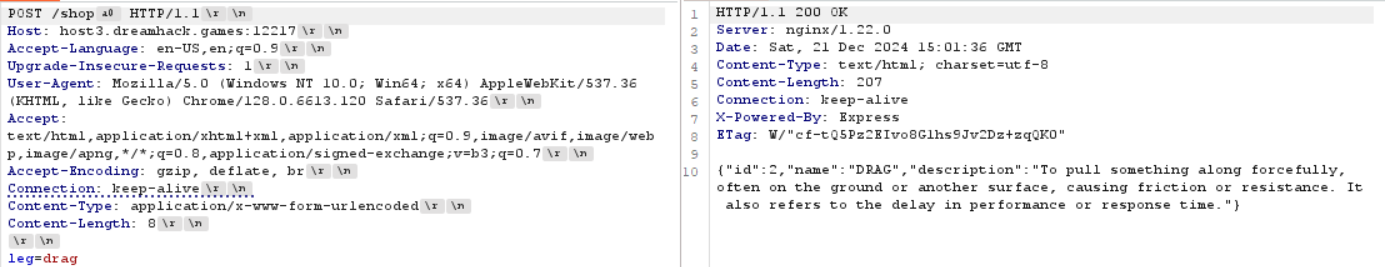 POST /shop a0 HTTP/1.1 \r \n
Host: host3.dreamhack.games:12217 \r \n
Accept-Language: en-US,en;q=0.9 \r \n
Upgrade-Insecure-Requests: 1 \r \n
User-Agent: Mozilla/5.0 (Windows NT 10.0; Win64; x64) AppleWebKit/537.36
(KHTML, like Gecko) Chrome/128.0.6613.120 Safari/537.36 \r \n
Accept:
text/html,application/xhtml+xml,application/xml;q=0.9,image/avif,image/web
p,image/apng,*/*;q=0.8,application/signed-exchange;v=b3;q=0.7 \r \n
Accept-Encoding: gzip, deflate, br \r \n
Connection: keep-alive \r \n
Content-Type: application/x-www-form-urlencoded \r \n
Content-Length: 8 \r \n
\r \n
leg=drag
1 HTTP/1.1 200 OK
2 Server: nginx/1.22.0
3 Date: Sat, 21 Dec 2024 15:01:36 GMT
4 Content-Type: text/html; charset=utf-8
5 Content-Length: 207
6 Connection: keep-alive
7 X-Powered-By: Express
8 ETag: W/"cf-tQ5Pz2EIvo8Glhs9Jv2Dz+zqQK0"
9
10 {"id":2,"name":"DRAG","description":"To pull something along forcefully,
often on the ground or another surface, causing friction or resistance. It
also refers to the delay in performance or response time."}